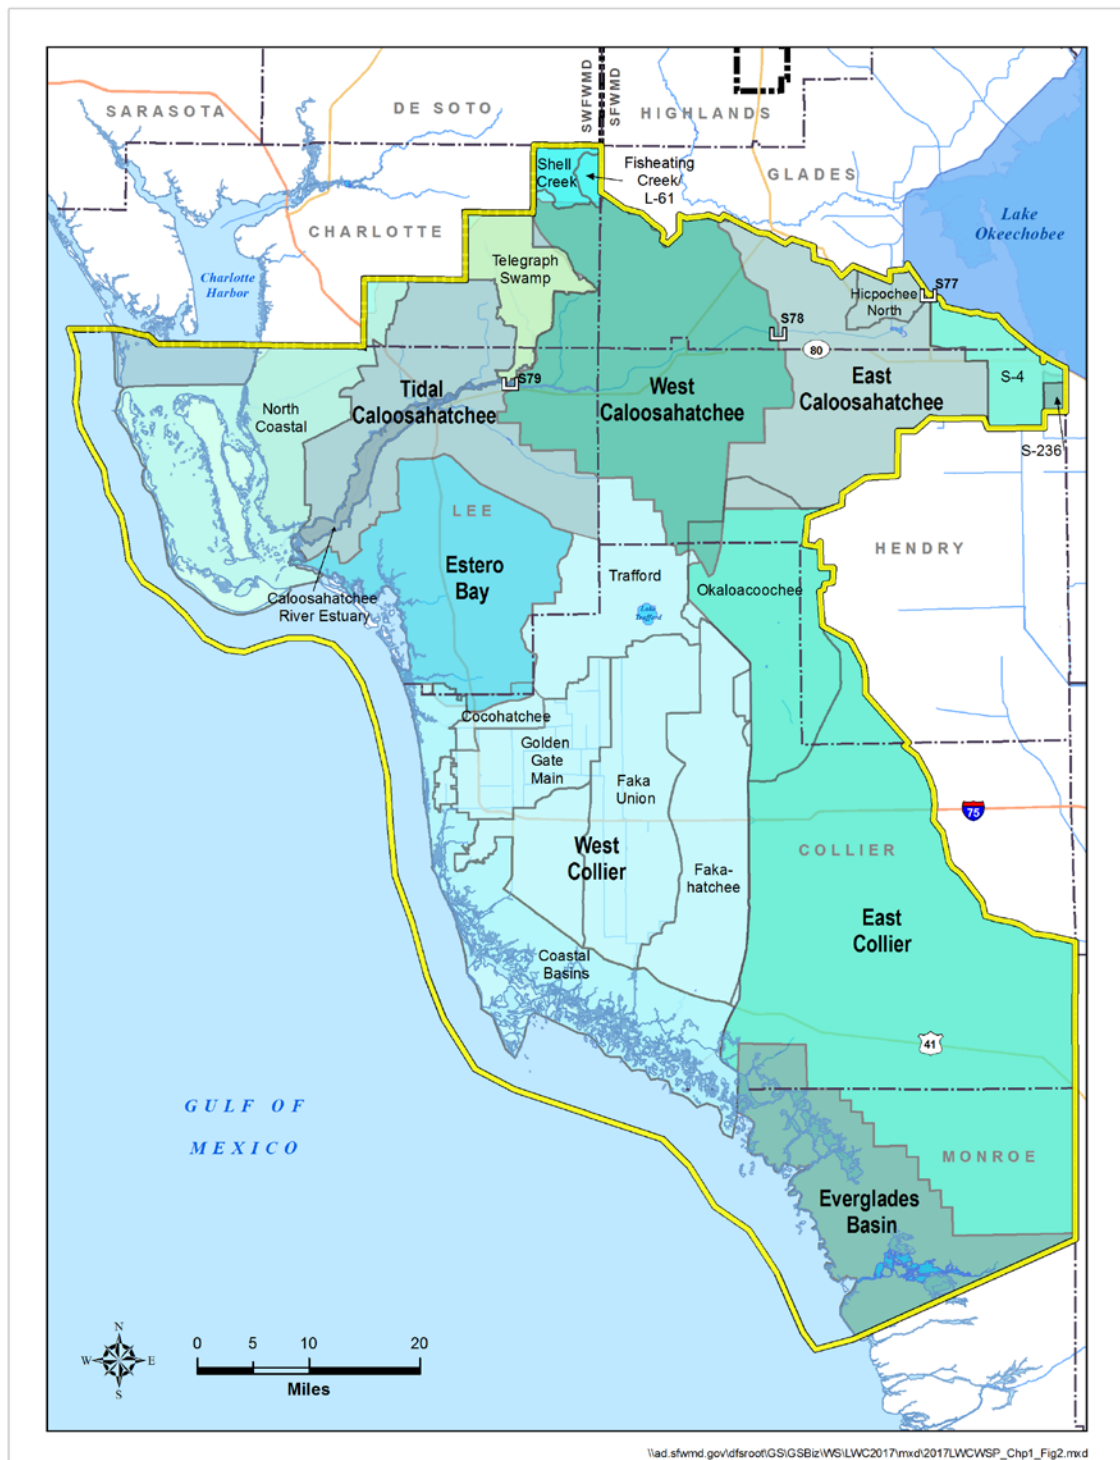 SARASOTA
DE SOTO
SWFWMD
SFWMD
HIGHLANDS
Shell
Creek
Fisheating
Creek/
L-61
GLADES
Lake
Okeechobee
CHARLOTTE
Telegraph
Swamp
Charlotte
Harbor
Hicpochee
North
S77
S78
80
S79
Tidal
Caloosahatchee
West
Caloosahatchee
East
Caloosahatchee
S-4
North
Coastal
S-236
LEE
HENDRY
Estero
Bay
Trafford
Okaloacoochee
Caloosahatchee
River Estuary
Lake
Trafford
Cocohatchee
Golden
Gate
Main
Faka
Union
75
West
Collier
COLLIER
Faka-
hatchee
East
Collier
Coastal
Basins
41
GULF OF
MEXICO
MONROE
Everglades
Basin
N
W
E
S
0
5
10
20
Miles
\\ad.sfwmd.gov\dfsroot\GS\GSBiz\WS\LWC2017\mxd\2017LWCWSP_Chp1_Fig2.mxd